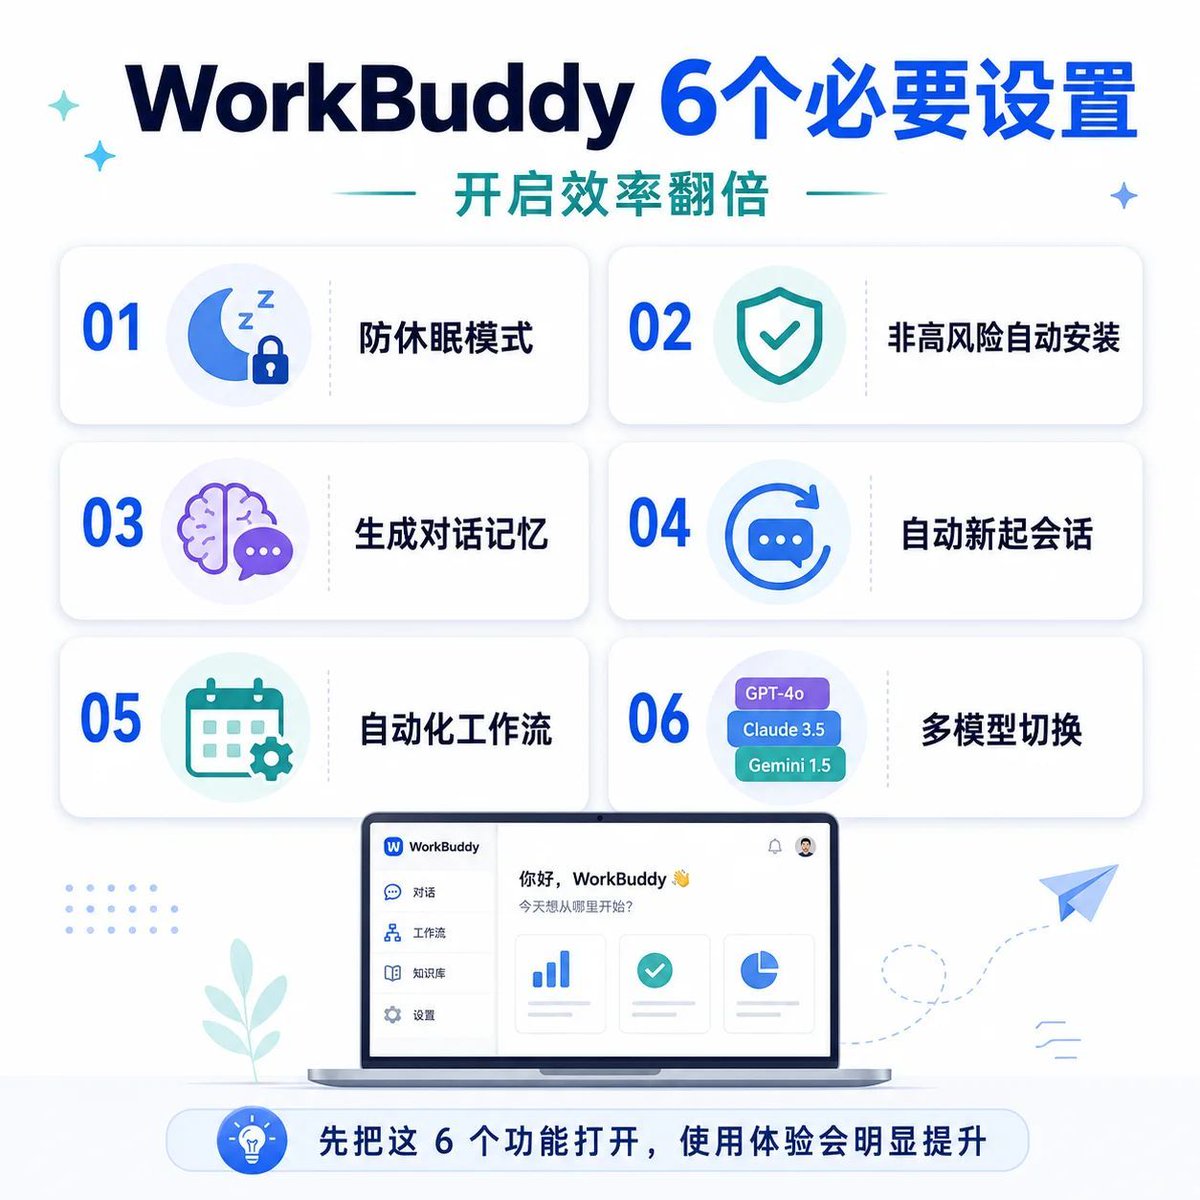 WorkBuddy 6个必要设置
开启效率翻倍
01
防休眠模式
02
非高风险自动安装
03
生成对话记忆
04
自动新起会话
05
自动化工作流
06
GPT-4o
Claude 3.5
Gemini 1.5
多模型切换
W WorkBuddy
对话
工作流
知识库
设置
你好，WorkBuddy 👋
今天想从哪里开始？
先把这 6 个功能打开，使用体验会明显提升